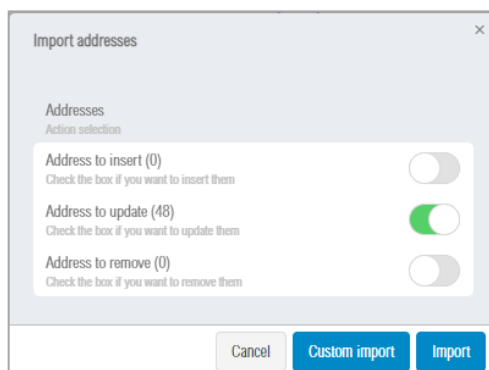 Import addresses
Addresses
Action selection
Address to insert (0)
Check the box if you want to insert them
Address to update (48)
Check the box if you want to update them
Address to remove (0)
Check the box if you want to remove them
Cancel
Custom import
Import